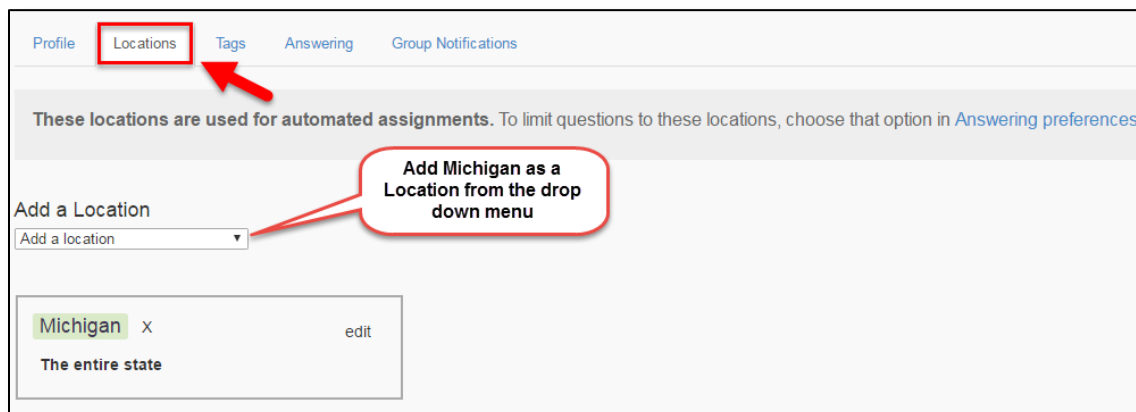 Profile Locations Tags Answering Group Notifications
These locations are used for automated assignments. To limit questions to these locations, choose that option in Answering preferences
Add Michigan as a
Location from the drop
down menu
Add a Location
Add a location
Michigan X edit
The entire state